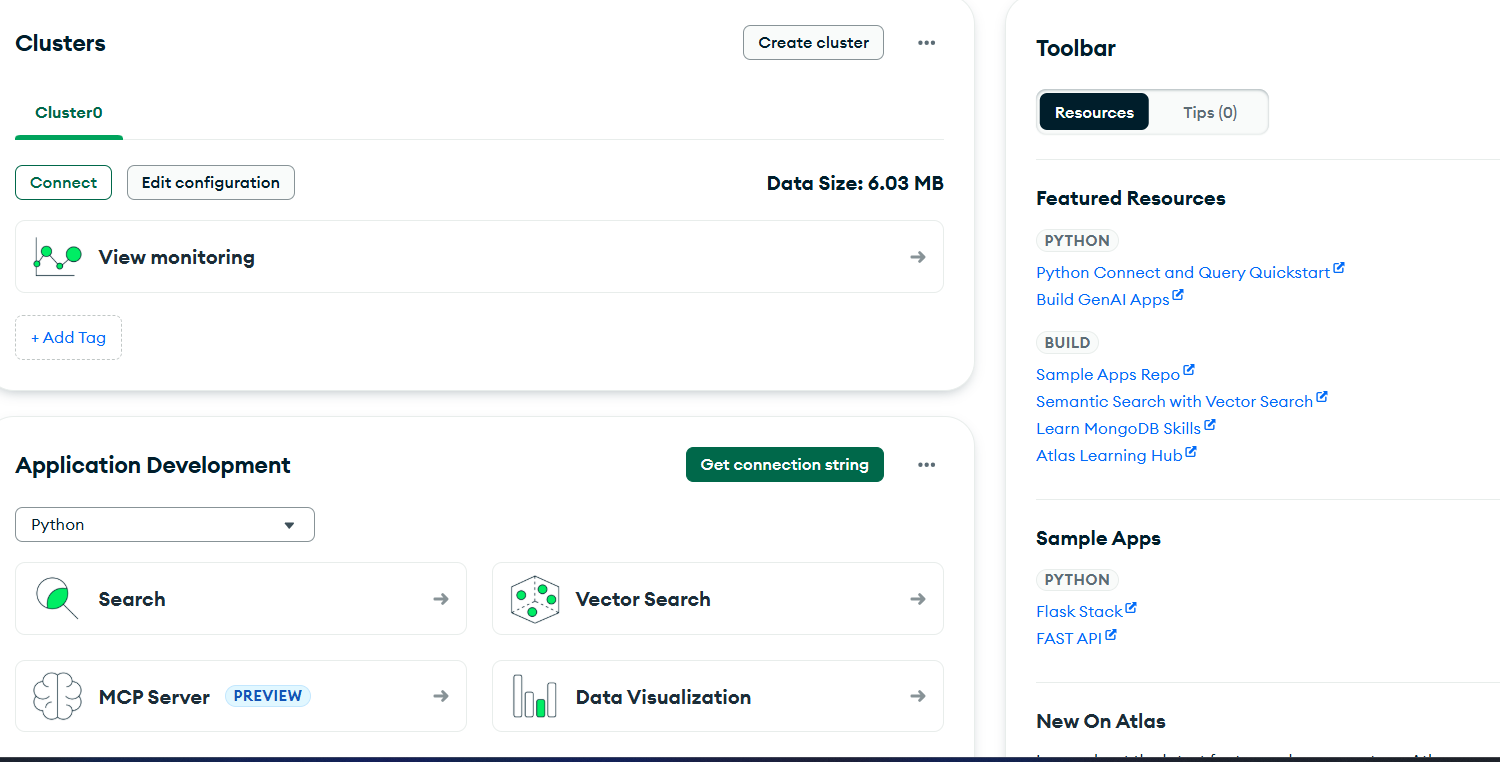 Clusters
Create cluster
Cluster0
Connect
Edit configuration
Data Size: 6.03 MB
View monitoring
+ Add Tag
Application Development
Get connection string
Python
Search
Vector Search
MCP Server PREVIEW
Data Visualization
Toolbar
Resources
Tips (0)
Featured Resources
PYTHON
Python Connect and Query Quickstart
Build GenAI Apps
BUILD
Sample Apps Repo
Semantic Search with Vector Search
Learn MongoDB Skills
Atlas Learning Hub
Sample Apps
PYTHON
Flask Stack
FAST API
New On Atlas